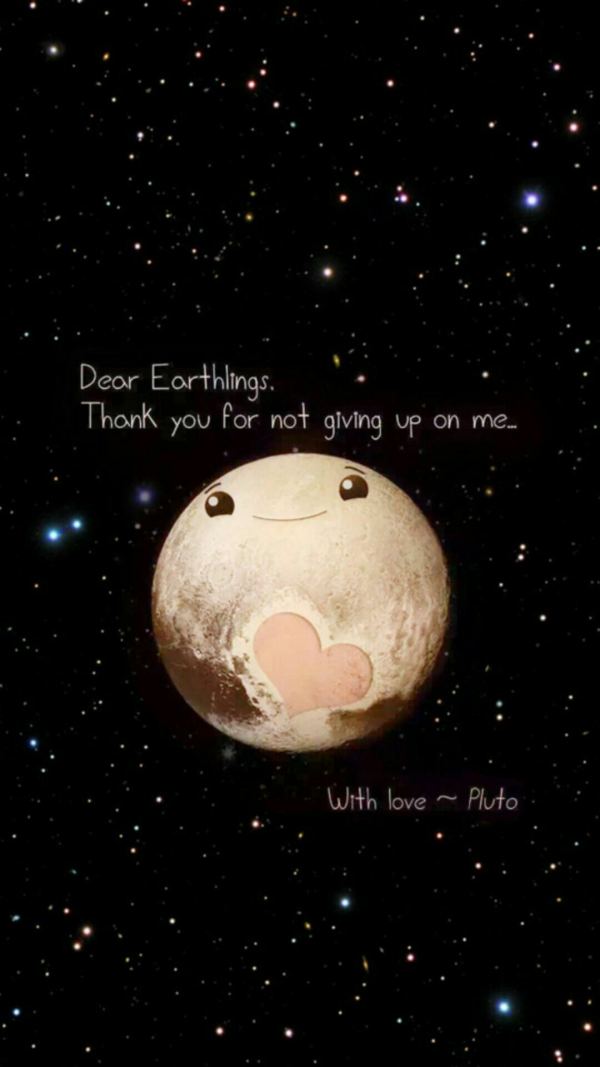 Dear Earthlings,
Thank you for not giving up on me...
With love ~ Pluto